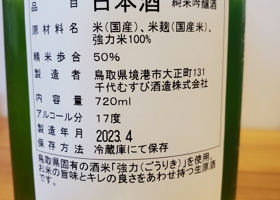 品目 日本酒 純米吟醸酒
原材料名 米(国産)、米麹(国産米)、
強力米100%
精米歩合 50%
製造者 鳥取県境港市大正町131
千代むすび酒造株式会社
内容量 720ml
アルコール分 17度
製造年月 2023.4
保存方法 冷蔵庫にて保存
鳥取県固有の酒米「強力(ごうりき)」を使用。
お米の旨味とキレの良さをあわせ持つ生原酒
です。